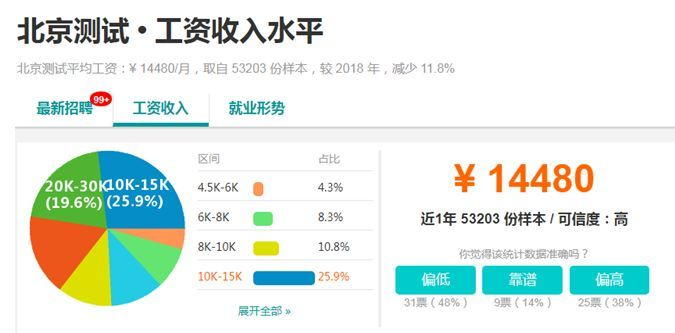 北京测试•工资收入水平
北京测试平均工资：¥ 14480/月，取自 53203 份样本，较 2018 年，减少 11.8%
最新招聘 99+ 工资收入 就业形势
20K-30K
(19.6%)
10K-15K
(25.9%)
区间 占比
4.5K-6K 4.3%
6K-8K 8.3%
8K-10K 10.8%
10K-15K 25.9%
展开全部 »
¥ 14480
近1年 53203 份样本 / 可信度：高
你觉得该统计数据准确吗？
偏低 靠谱 偏高
31票（48%） 9票（14%） 25票（38%）